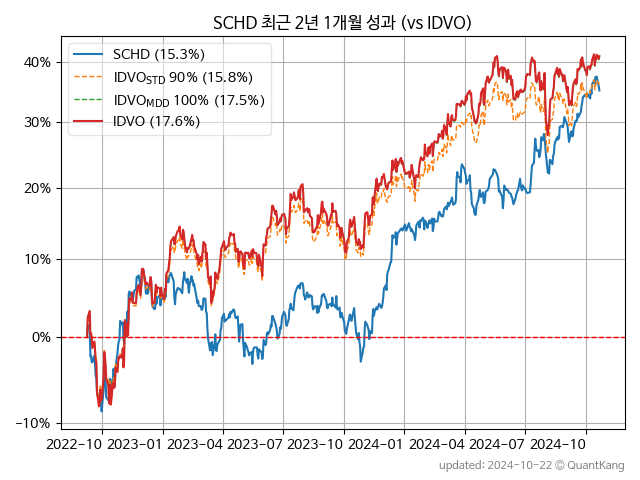 SCHD 최근 2년 1개월 성과 (vs IDVO)
SCHD (15.3%)
IDVO_STD 90% (15.8%)
IDVO_MDD 100% (17.5%)
IDVO (17.6%)
40%
30%
20%
10%
0%
−10%
2022-10 2023-01 2023-04 2023-07 2023-10 2024-01 2024-04 2024-07 2024-10
updated: 2024-10-22 © QuantKang